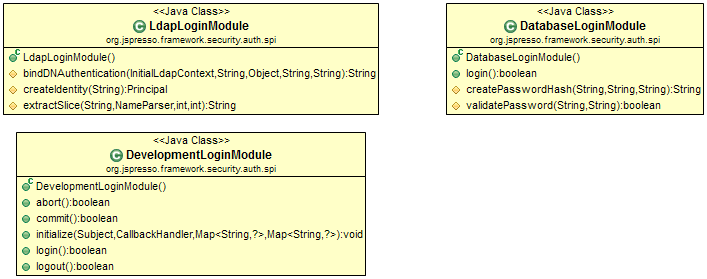 <<Java Class>>
LdapLoginModule
org.jspresso.framework.security.auth.spi
LdapLoginModule()
bindDNAuthentication(InitialLdapContext,String,Object,String,String):String
createIdentity(String):Principal
extractSlice(String,NameParser,int,int):String
<<Java Class>>
DatabaseLoginModule
org.jspresso.framework.security.auth.spi
DatabaseLoginModule()
login():boolean
createPasswordHash(String,String,String):String
validatePassword(String,String):boolean
<<Java Class>>
DevelopmentLoginModule
org.jspresso.framework.security.auth.spi
DevelopmentLoginModule()
abort():boolean
commit():boolean
initialize(Subject,CallbackHandler,Map<String,?>,Map<String,?>):void
login():boolean
logout():boolean